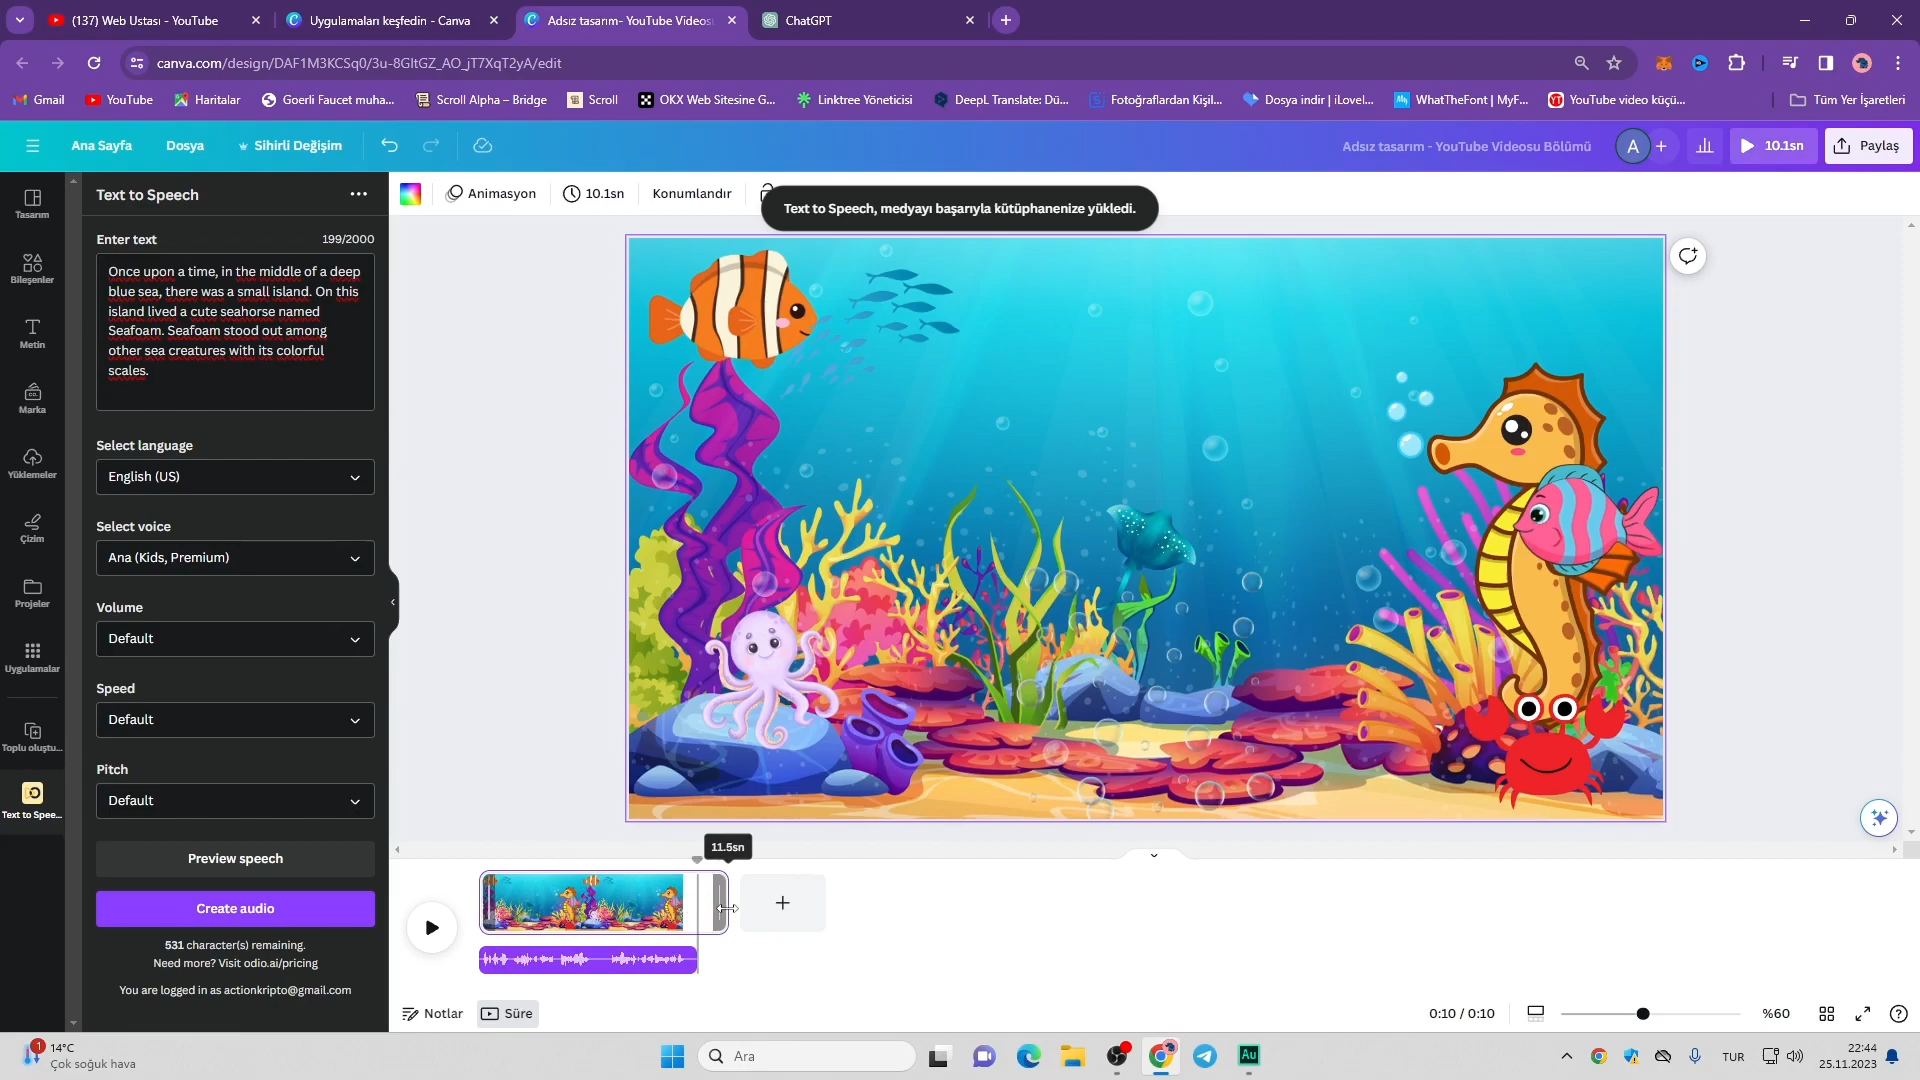 (137) Web Ustası - YouTube
Uygulamaları keşfedin - Canva
Adsız tasarım- YouTube Videos
ChatGPT
canva.com/design/DAF1M3KCSq0/3u-8GltGZ_AO_jT7XqT2yA/edit
Gmail
YouTube
Haritalar
Goerli Faucet muha...
Scroll Alpha – Bridge
Scroll
OKX Web Sitesine G...
Linktree Yöneticisi
DeepL Translate: Dü...
Fotoğraflardan Kişil...
Dosya indir | iLovel...
WhatTheFont | MyF...
YouTube video küçü...
Tüm Yer İşaretleri
Ana Sayfa
Dosya
Sihirli Değişim
Adsız tasarım - YouTube Videosu Bölümü
A
10.1sn
Paylaş
Tasarım
Bileşenler
Metin
Marka
Yüklemeler
Çizim
Projeler
Uygulamalar
Toplu oluştu...
Text to Spee...
Text to Speech
Enter text
199/2000
Once upon a time, in the middle of a deep
blue sea, there was a small island. On this
island lived a cute seahorse named
Seafoam. Seafoam stood out among
other sea creatures with its colorful
scales.
Select language
English (US)
Select voice
Ana (Kids, Premium)
Volume
Default
Speed
Default
Pitch
Default
Preview speech
Create audio
531 character(s) remaining.
Need more? Visit odio.ai/pricing
You are logged in as actionkripto@gmail.com
Animasyon
10.1sn
Konumlandır
Text to Speech, medyayı başarıyla kütüphanenize yükledi.
11.5sn
Notlar
Süre
0:10 / 0:10
%60
1
14°C
Çok soğuk hava
Ara
Au
TUR
22:44
25.11.2023